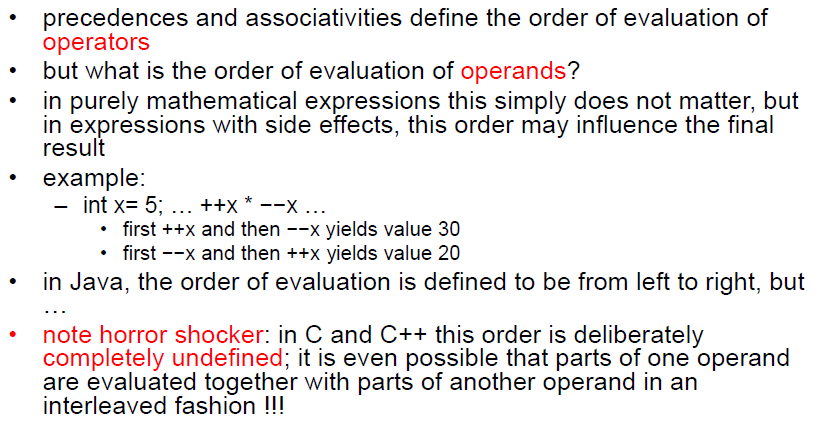 • precedences and associativities define the order of evaluation of
operators
• but what is the order of evaluation of operands?
• in purely mathematical expressions this simply does not matter, but
in expressions with side effects, this order may influence the final
result
• example:
– int x= 5; … ++x * −−x …
• first ++x and then −−x yields value 30
• first −−x and then ++x yields value 20
• in Java, the order of evaluation is defined to be from left to right, but
…
• note horror shocker: in C and C++ this order is deliberately
completely undefined; it is even possible that parts of one operand
are evaluated together with parts of another operand in an
interleaved fashion !!!